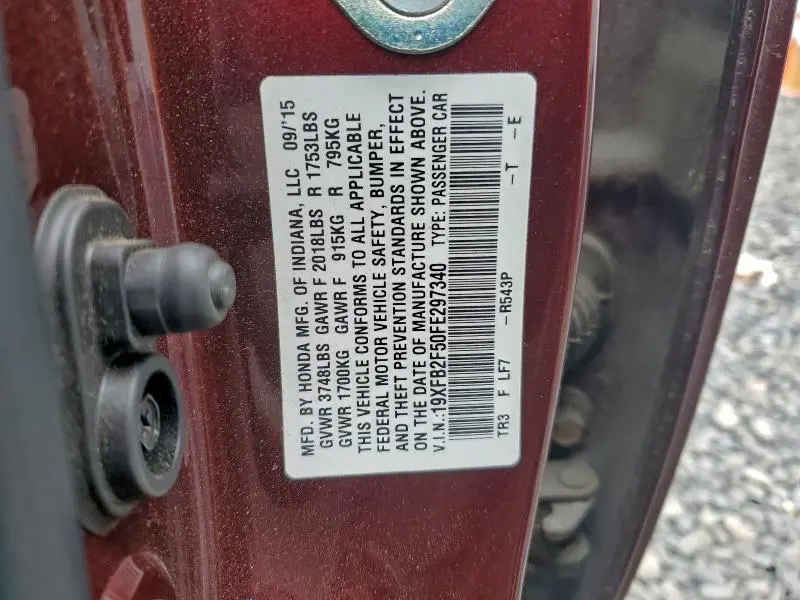 MFD. BY HONDA MFG. OF INDIANA, LLC 09/'15
GVWR 3748LBS GAWR F 2018LBS R 1753LBS
GVWR 1700KG GAWR F 915KG R 795KG
THIS VEHICLE CONFORMS TO ALL APPLICABLE
FEDERAL MOTOR VEHICLE SAFETY, BUMPER,
AND THEFT PREVENTION STANDARDS IN EFFECT
ON THE DATE OF MANUFACTURE SHOWN ABOVE.
V.I.N.:19XFB2F50FE297340 TYPE: PASSENGER CAR
TR3 F LF7 -R543P -T -E